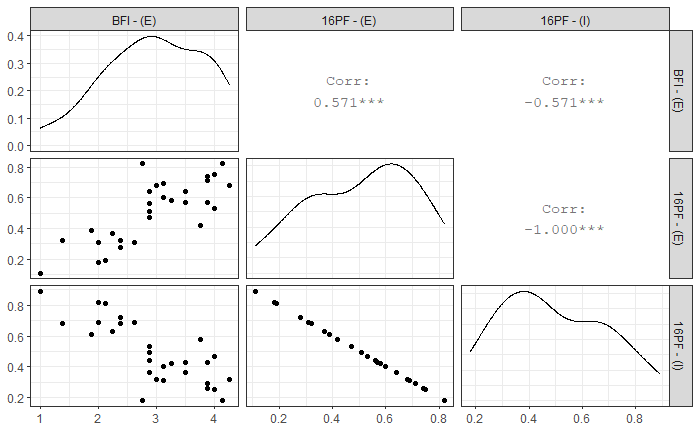 BFI - (E)
16PF - (E)
16PF - (I)
0.4
0.3
0.2
0.1
0.0
Corr:
0.571***
Corr:
-0.571***
BFI - (E)
0.8
0.6
0.4
0.2
Corr:
-1.000***
16PF - (E)
0.8
0.6
0.4
0.2
16PF - (I)
1 2 3 4
0.2 0.4 0.6 0.8
0.2 0.4 0.6 0.8